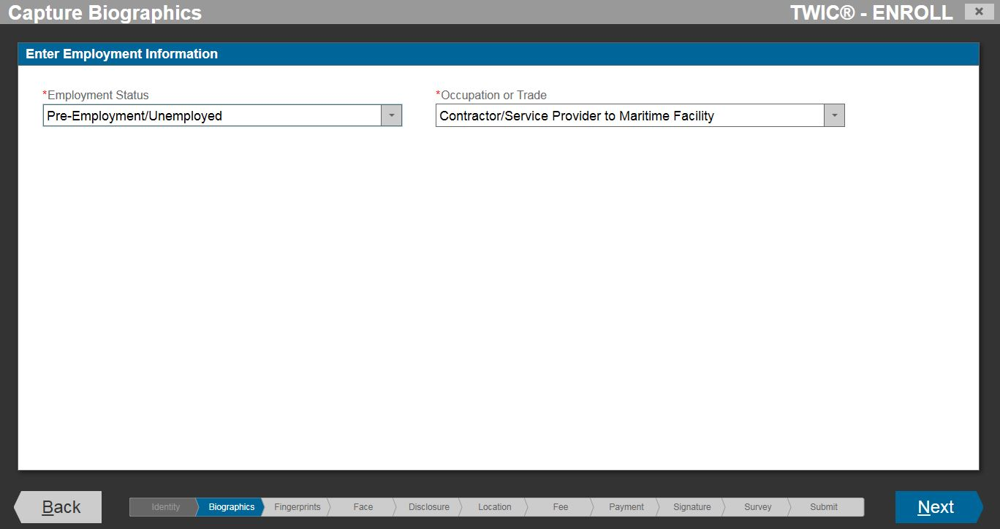 Capture Biographics TWIC® - ENROLL
Enter Employment Information
*Employment Status *Occupation or Trade
Pre-Employment/Unemployed Contractor/Service Provider to Maritime Facility
Back Identity Biographics Fingerprints Face Disclosure Location Fee Payment Signature Survey Submit Next